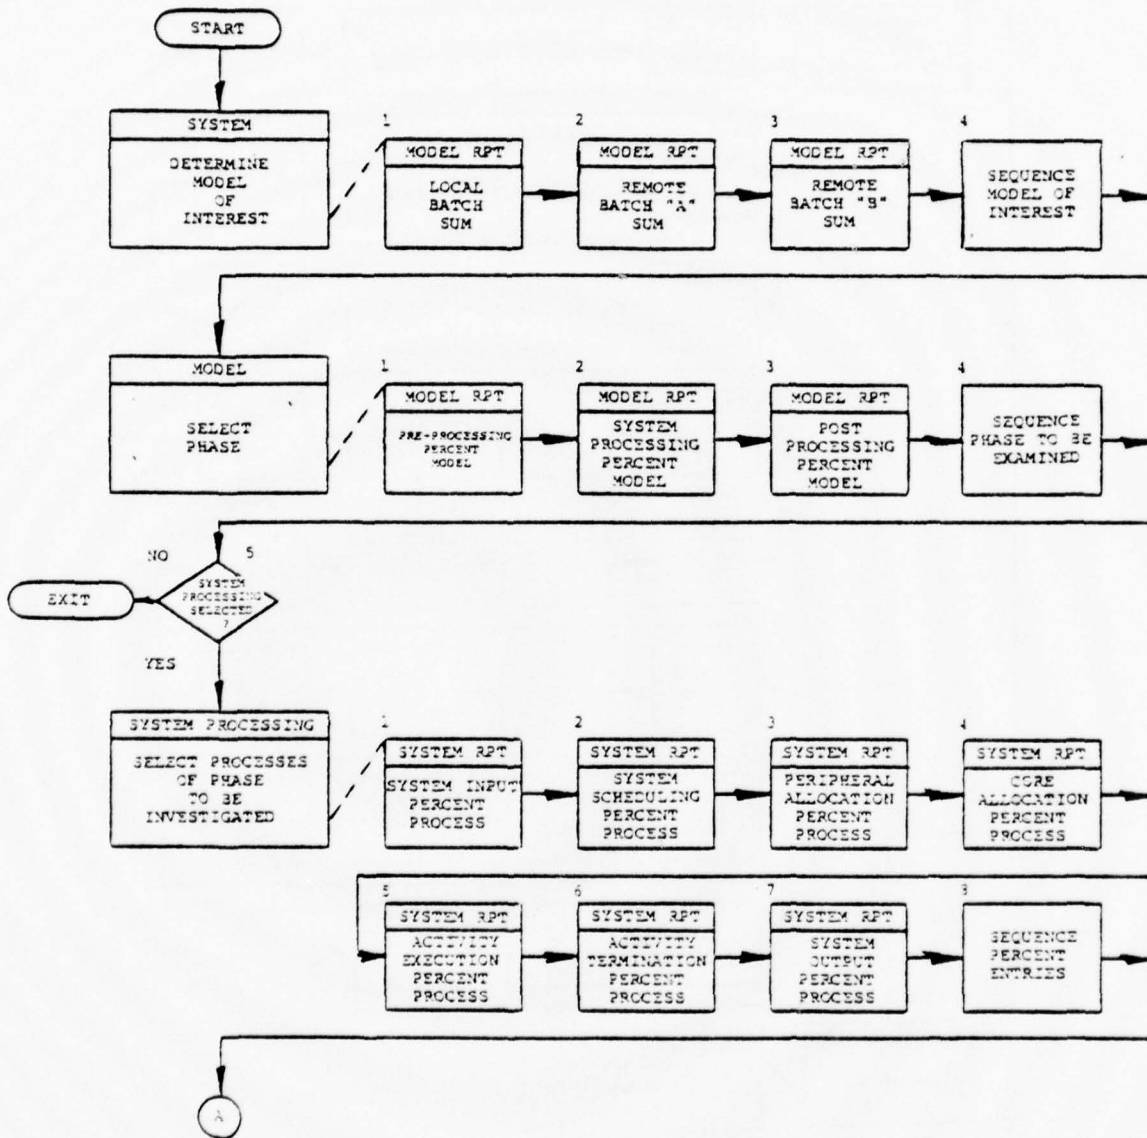 START
SYSTEM
DETERMINE
MODEL
OF
INTEREST
1
MODEL RPT
LOCAL
BATCH
SUM
2
MODEL RPT
REMOTE
BATCH "A"
SUM
3
MODEL RPT
REMOTE
BATCH "B"
SUM
4
SEQUENCE
MODEL OF
INTEREST
MODEL
SELECT
PHASE
1
MODEL RPT
PRE-PROCESSING
PERCENT
MODEL
2
MODEL RPT
SYSTEM
PROCESSING
PERCENT
MODEL
3
MODEL RPT
POST
PROCESSING
PERCENT
MODEL
4
SEQUENCE
PHASE TO BE
EXAMINED
NO
5
EXIT
SYSTEM
PROCESSING
SELECTED
?
YES
SYSTEM PROCESSING
SELECT PROCESSES
OF PHASE
TO BE
INVESTIGATED
1
SYSTEM RPT
SYSTEM INPUT
PERCENT
PROCESS
2
SYSTEM RPT
SYSTEM
SCHEDULING
PERCENT
PROCESS
3
SYSTEM RPT
PERIPHERAL
ALLOCATION
PERCENT
PROCESS
4
SYSTEM RPT
CORE
ALLOCATION
PERCENT
PROCESS
5
SYSTEM RPT
ACTIVITY
EXECUTION
PERCENT
PROCESS
6
SYSTEM RPT
ACTIVITY
TERMINATION
PERCENT
PROCESS
7
SYSTEM RPT
SYSTEM
OUTPUT
PERCENT
PROCESS
8
SEQUENCE
PERCENT
ENTRIES
A